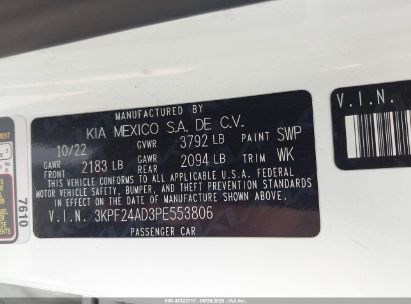 MANUFACTURED BY
KIA MEXICO S.A. DE C.V.
10/22 GVWR 3792 LB PAINT SWP
GAWR FRONT 2183 LB GAWR REAR 2094 LB TRIM WK
THIS VEHICLE CONFORMS TO ALL APPLICABLE U.S.A. FEDERAL
MOTOR VEHICLE SAFETY, BUMPER, AND THEFT PREVENTION STANDARDS
IN EFFECT ON THE DATE OF MANUFACTURE SHOWN ABOVE.
V.I.N. 3KPF24AD3PE553806
PASSENGER CAR
V.I.N.
7610